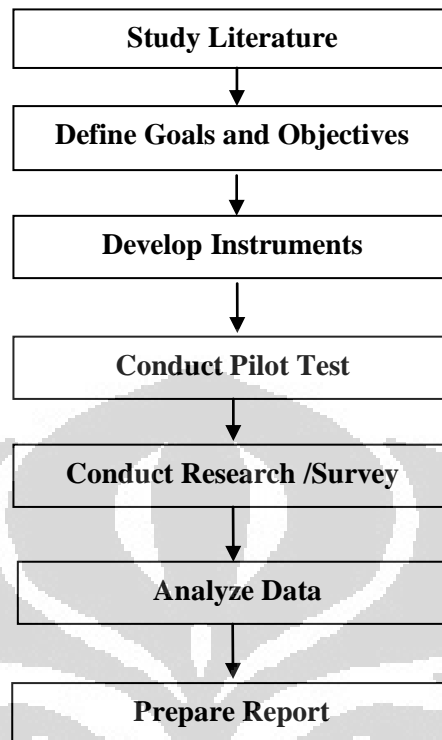 Study Literature
Define Goals and Objectives
Develop Instruments
Conduct Pilot Test
Conduct Research /Survey
Analyze Data
Prepare Report